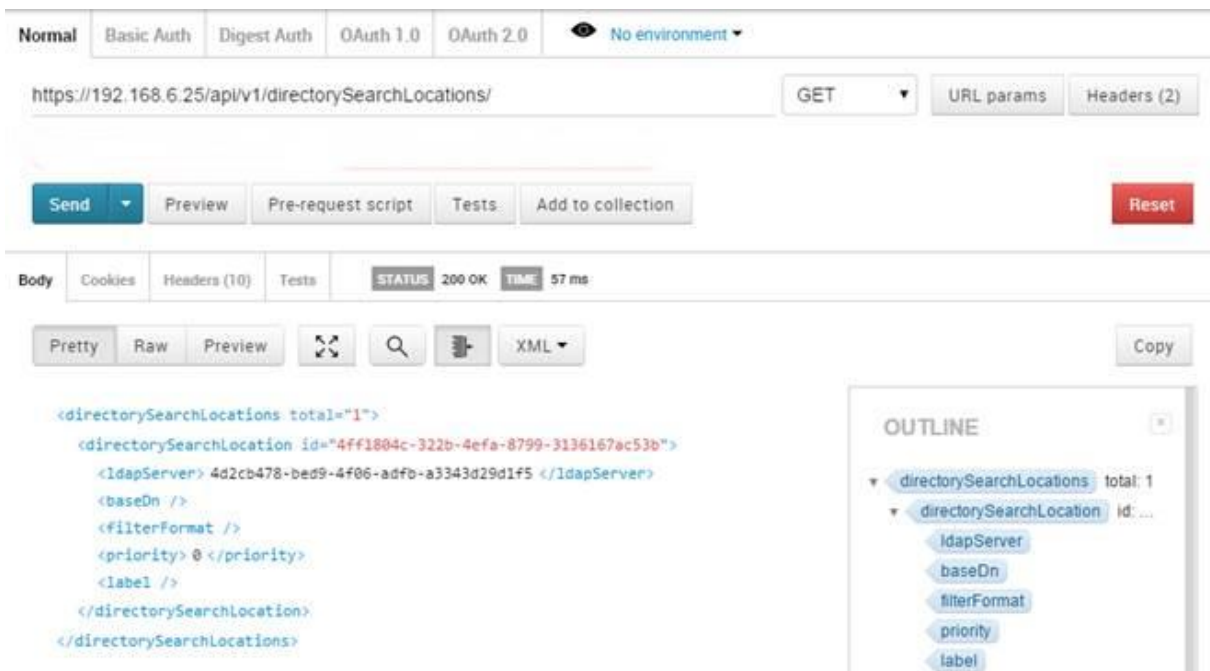 Normal Basic Auth Digest Auth OAuth 1.0 OAuth 2.0 No environment
https://192.168.6.25/api/v1/directorySearchLocations/ GET URL params Headers (2)
Send Preview Pre-request script Tests Add to collection Reset
Body Cookies Headers (10) Tests STATUS 200 OK TIME 57 ms
Pretty Raw Preview XML Copy
<directorySearchLocations total="1">
<directorySearchLocation id="4ff1804c-322b-4efa-8799-3136167ac53b">
<ldapServer> 4d2cb478-bed9-4f06-adfb-a3343d29d1f5 </ldapServer>
<baseDn />
<filterFormat />
<priority> 0 </priority>
<label />
</directorySearchLocation>
</directorySearchLocations>
OUTLINE
directorySearchLocations total: 1
directorySearchLocation id: ...
ldapServer
baseDn
filterFormat
priority
label